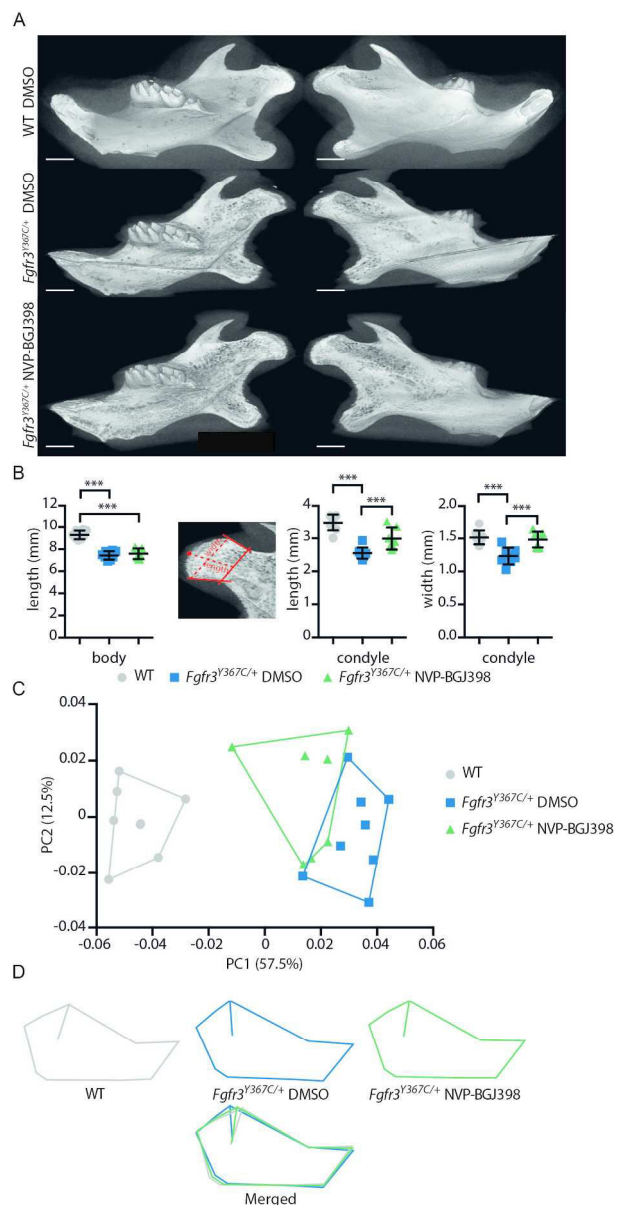 A
WT DMSO
Fgfr3Y367C/+ DMSO
Fgfr3Y367C/+ NVP-BGJ398
B
***
***
12
10
8
6
4
2
0
length (mm)
body
length
***
***
4
3
2
1
0
length (mm)
condyle
***
***
2.0
1.5
1.0
0.5
0.0
width (mm)
condyle
WT Fgfr3Y367C/+ DMSO Fgfr3Y367C/+ NVP-BGJ398
C
0.04
0.02
0
-0.02
-0.04
PC2 (12.5%)
-0.06 -0.04 -0.02 0 0.02 0.04 0.06
PC1 (57.5%)
WT
Fgfr3Y367C/+ DMSO
Fgfr3Y367C/+ NVP-BGJ398
D
WT
Fgfr3Y367C/+ DMSO
Fgfr3Y367C/+ NVP-BGJ398
Merged